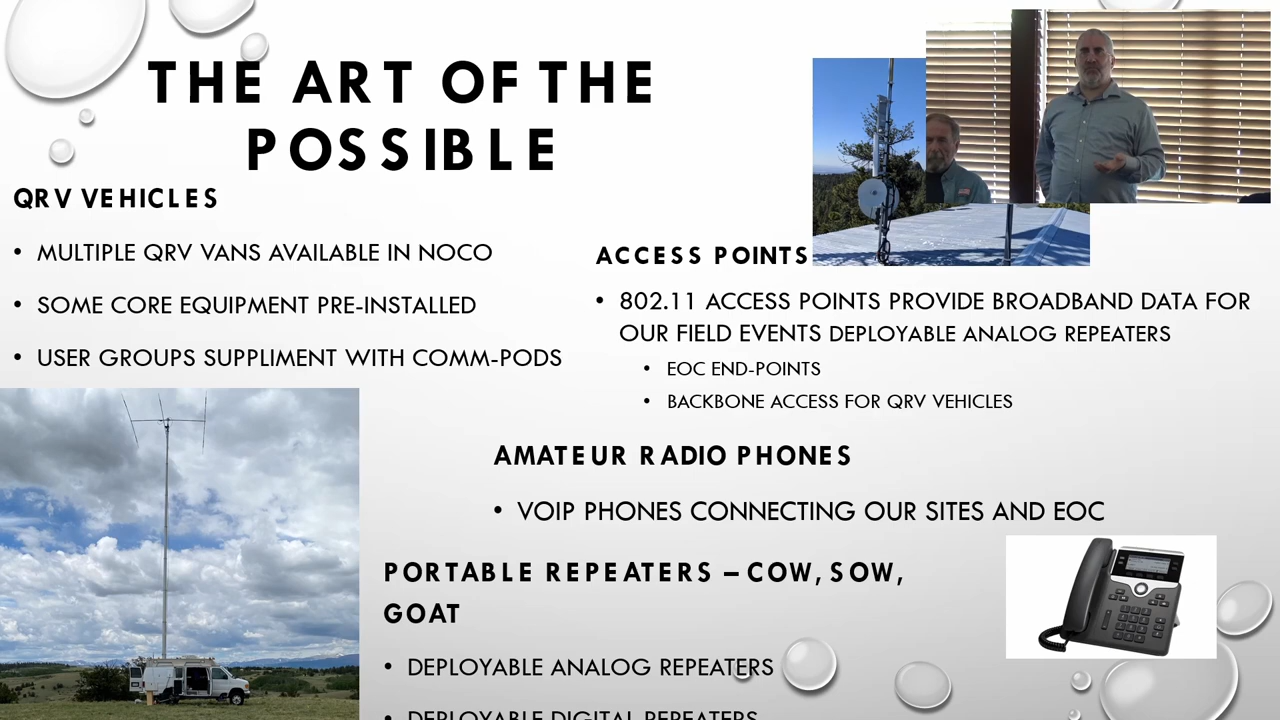 THE ART OF THE
POSSIBLE
QRV VEHICLES
• MULTIPLE QRV VANS AVAILABLE IN NOCO
• SOME CORE EQUIPMENT PRE-INSTALLED
• USER GROUPS SUPPLIMENT WITH COMM-PODS
ACCESS POINTS
• 802.11 ACCESS POINTS PROVIDE BROADBAND DATA FOR
OUR FIELD EVENTS DEPLOYABLE ANALOG REPEATERS
• EOC END-POINTS
• BACKBONE ACCESS FOR QRV VEHICLES
AMATEUR RADIO PHONES
• VOIP PHONES CONNECTING OUR SITES AND EOC
PORTABLE REPEATERS – COW, SOW,
GOAT
• DEPLOYABLE ANALOG REPEATERS
• DEPLOYABLE DIGITAL REPEATERS